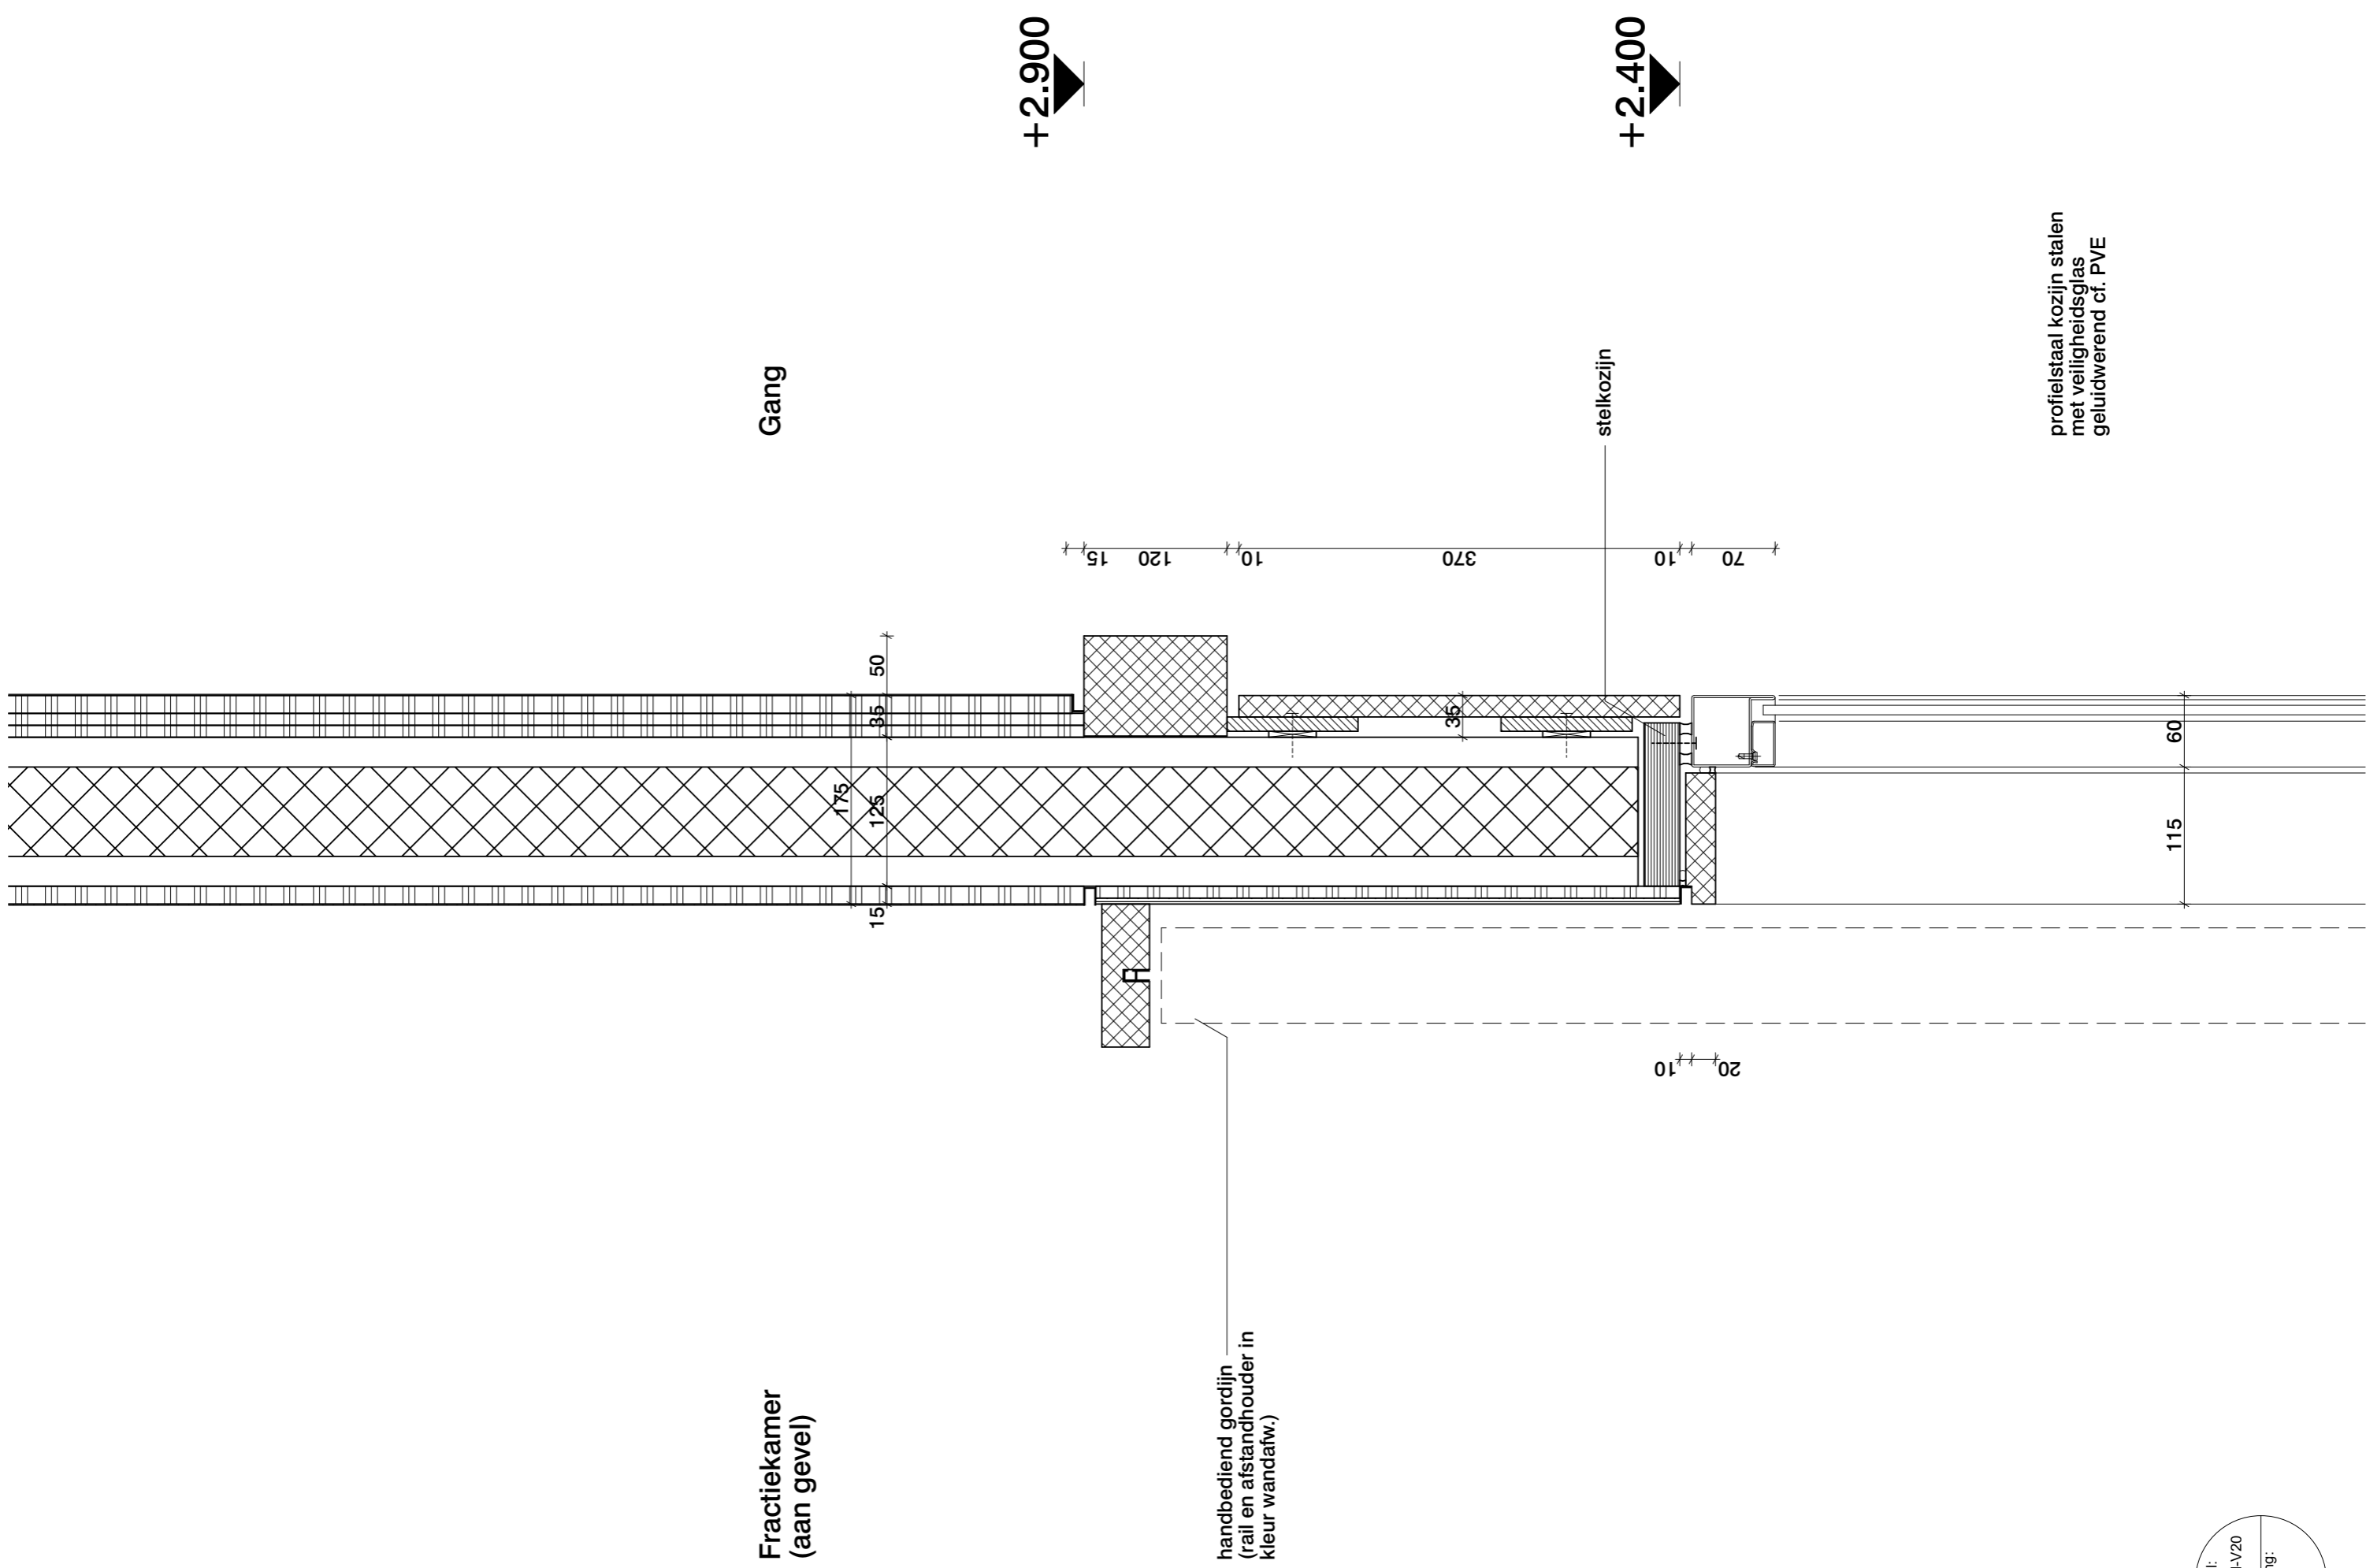 +2.900
+2.400
Gang
Fractiekamer
(aan gevel)
stelkozijn
profielstaal kozijn stalen
met veiligheidsglas
geluidwerend cf. PVE
handbediend gordijn
(rail en afstandhouder in
kleur wandafw.)
15
120
10
370
10
70
50
35
175
125
15
35
60
115
10
20
l:
I-V20
ng: